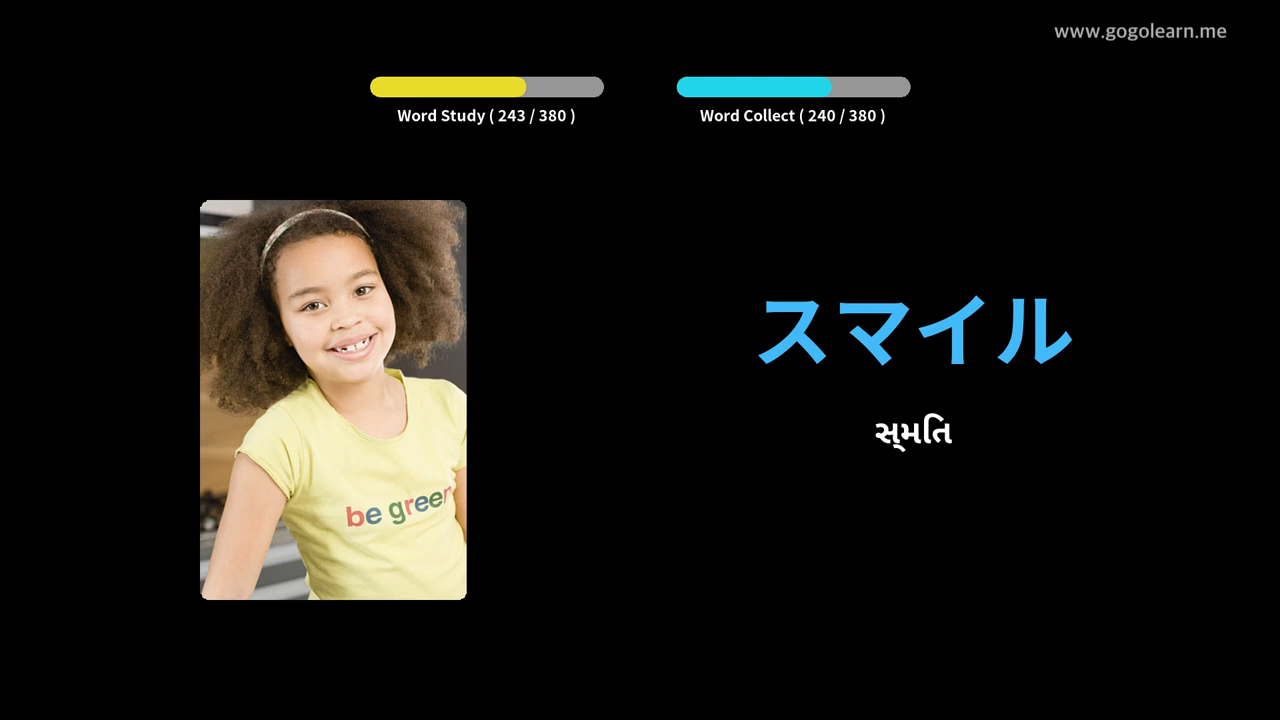 www.gogolearn.me
Word Study ( 243 / 380 )
Word Collect ( 240 / 380 )
スマイル
સ્મતિ
be green